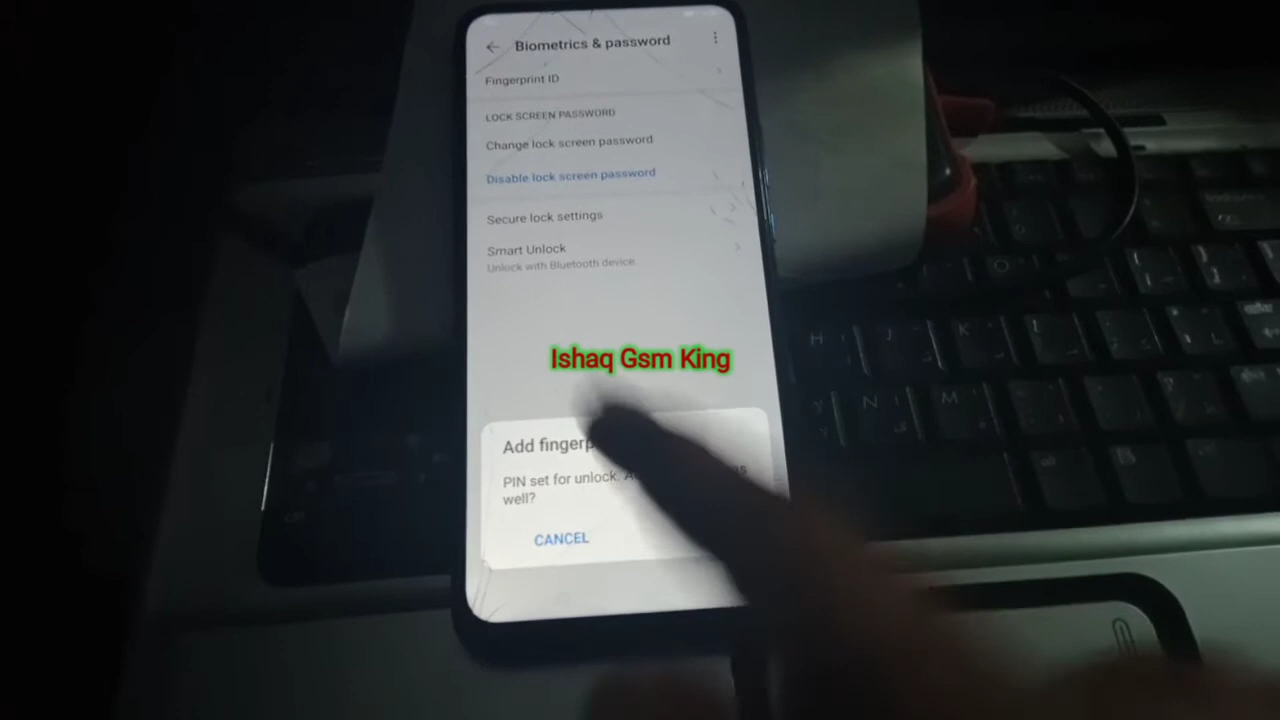 Biometrics & password
Fingerprint ID
LOCK SCREEN PASSWORD
Change lock screen password
Disable lock screen password
Secure lock settings
Smart Unlock
Unlock with Bluetooth device.
Ishaq Gsm King
Add
PIN set for unlock.
well?
CANCEL
H
J
K
N
M